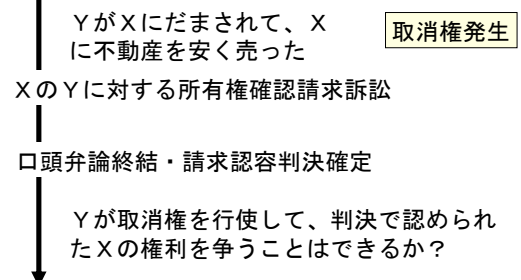 YがXにだまされて、X
に不動産を安く売った
取消権発生
XのYに対する所有権確認請求訴訟
口頭弁論終結・請求認容判決確定
Yが取消権を行使して、判決で認められ
たXの権利を争うことはできるか？